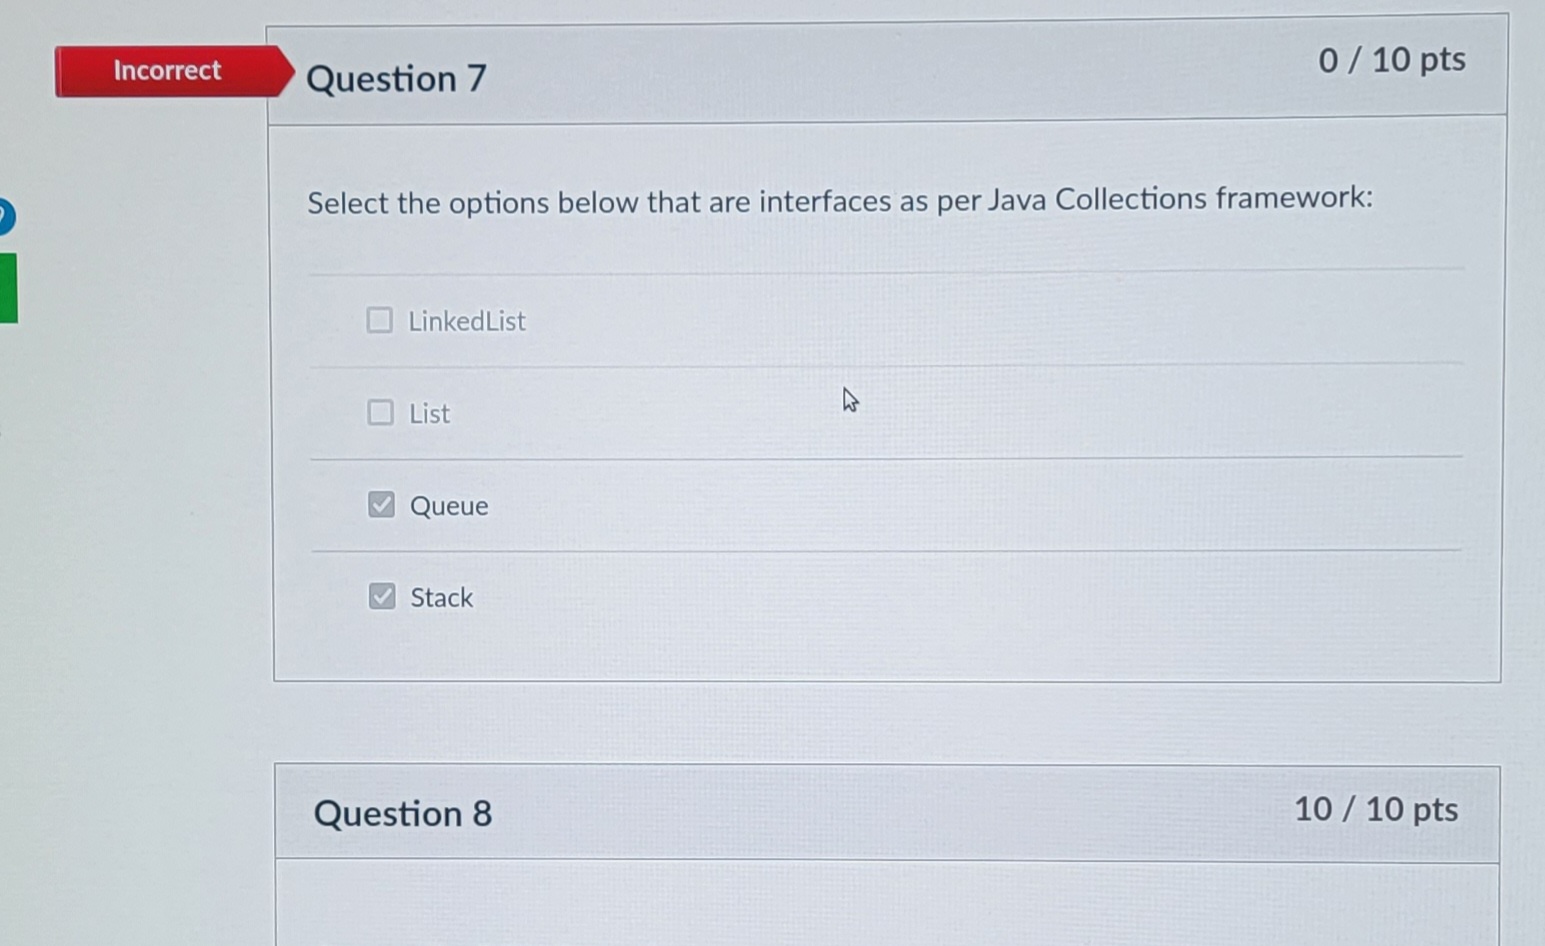 Incorrect
Question 7
0 / 10 pts
Select the options below that are interfaces as per Java Collections framework:
LinkedList
List
Queue
Stack
Question 8
10 / 10 pts